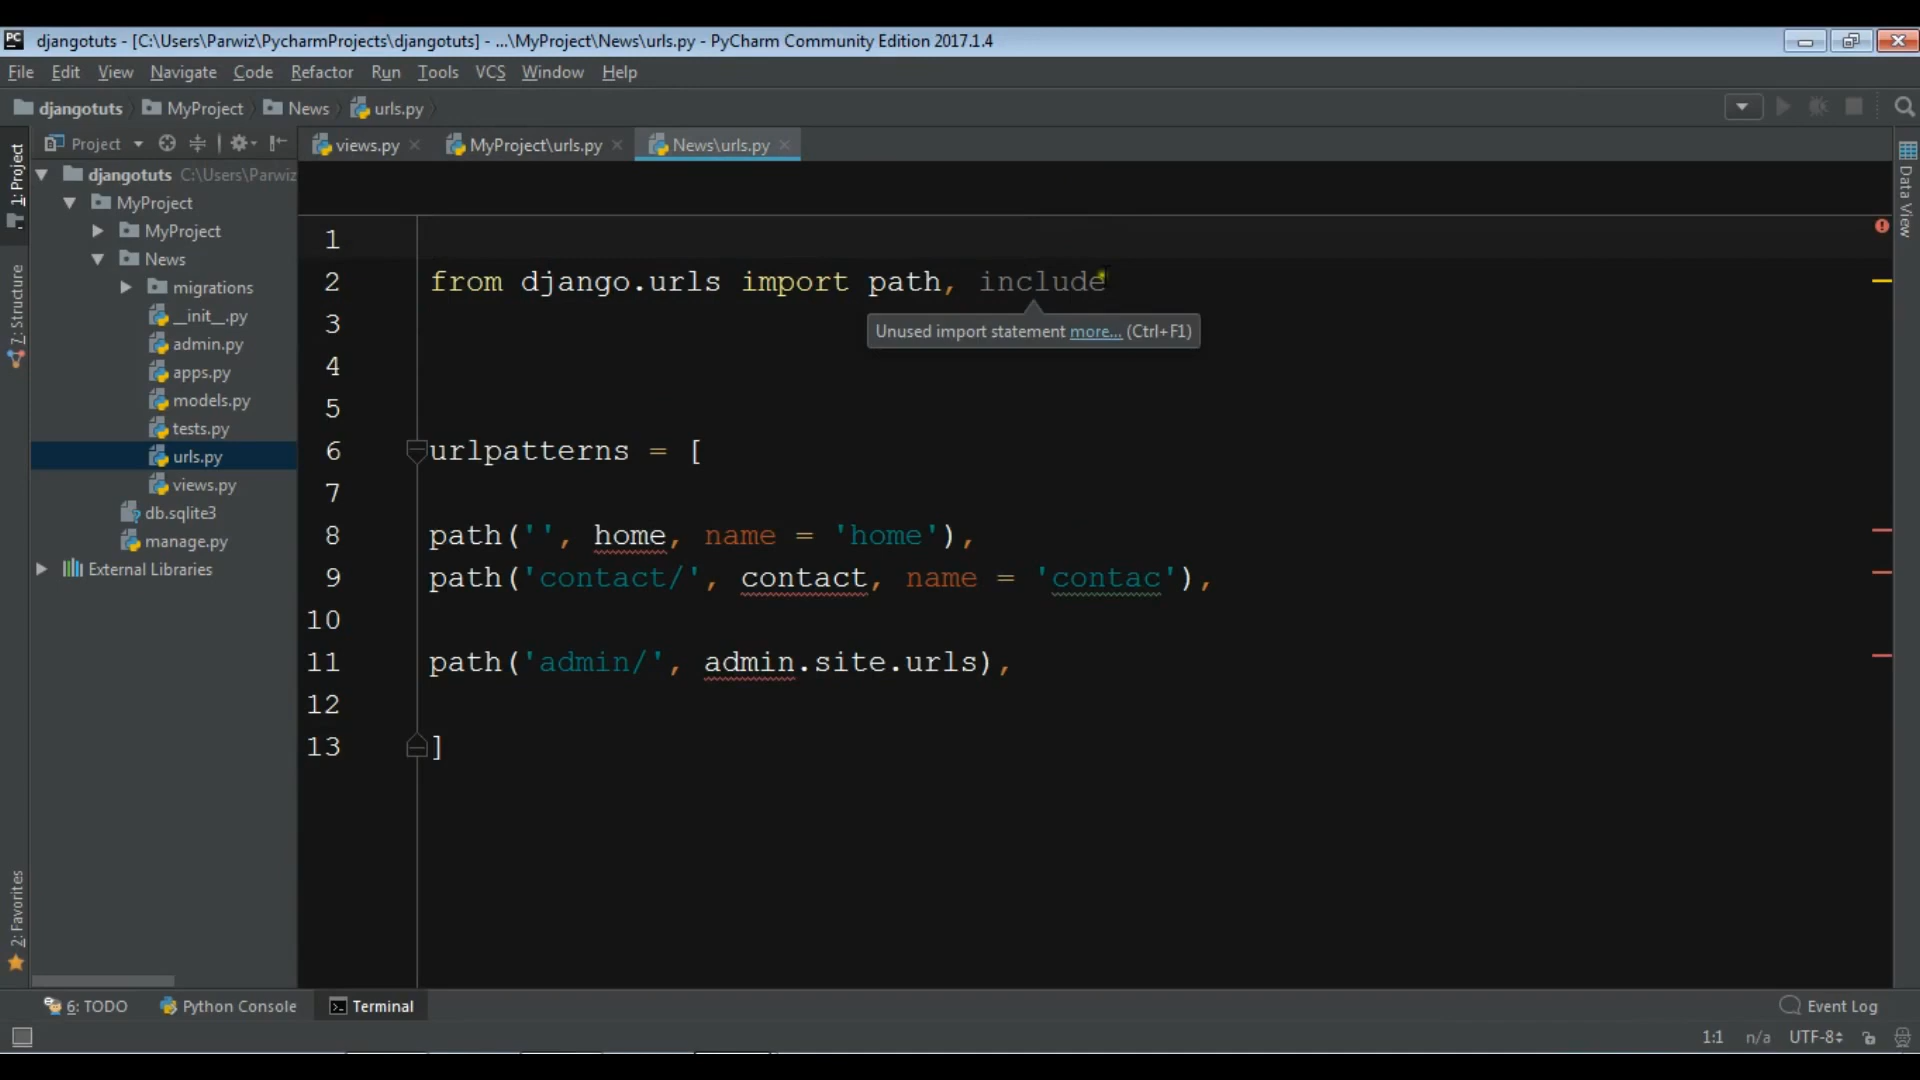 PC djangotuts - [C:\Users\Parwiz\PycharmProjects\djangotuts] - ...\MyProject\News\urls.py - PyCharm Community Edition 2017.1.4
File Edit View Navigate Code Refactor Run Tools VCS Window Help
djangotuts MyProject News urls.py
Project views.py MyProject\urls.py News\urls.py
1: Project
7: Structure
2: Favorites
djangotuts C:\Users\Parwiz
MyProject
MyProject
News
migrations
__init__.py
admin.py
apps.py
models.py
tests.py
urls.py
views.py
db.sqlite3
manage.py
External Libraries
1
2 from django.urls import path, include
Unused import statement more... (Ctrl+F1)
3
4
5
6 urlpatterns = [
7
8 path('', home, name = 'home'),
9 path('contact/', contact, name = 'contac'),
10
11 path('admin/', admin.site.urls),
12
13 ]
Data View
6: TODO Python Console Terminal Event Log
1:1 n/a UTF-8